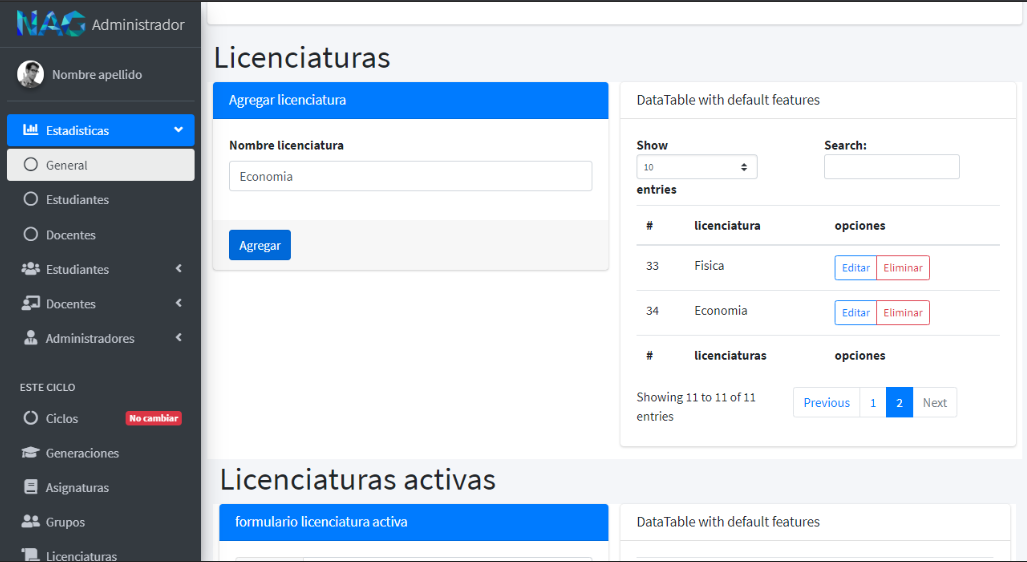 NAG Administrador
Nombre apellido
Estadisticas
General
Estudiantes
Docentes
Estudiantes
Docentes
Administradores
ESTE CICLO
Ciclos No cambiar
Generaciones
Asignaturas
Grupos
Licenciaturas
Licenciaturas
Agregar licenciatura
Nombre licenciatura
Economia
Agregar
DataTable with default features
Show Search:
10
entries
# licenciatura opciones
33 Fisica Editar Eliminar
34 Economia Editar Eliminar
# licenciaturas opciones
Showing 11 to 11 of 11
entries
Previous 1 2 Next
Licenciaturas activas
formulario licenciatura activa
DataTable with default features